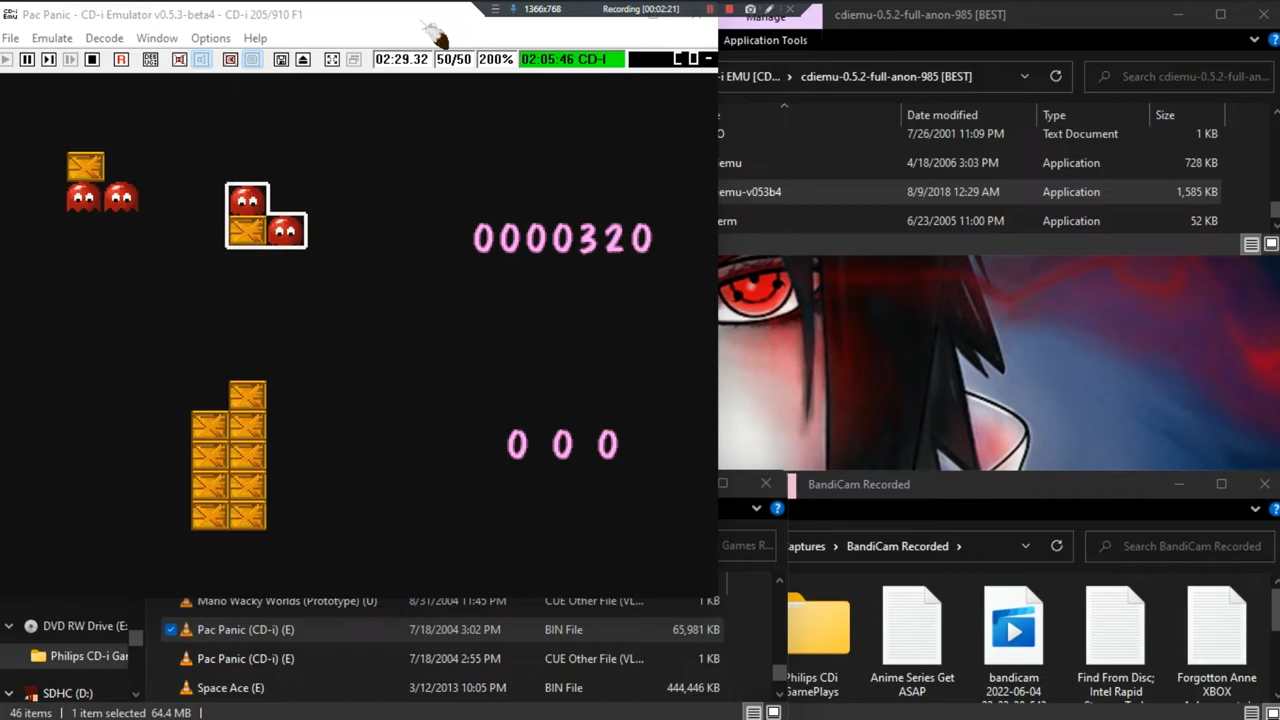 Pac Panic - CD-i Emulator v0.5.3-beta4 - CD-i 205/910 F1
1366x768
Recording [00:02:21]
Manage
cdiemu-0.5.2-full-anon-985 [BEST]
File
Emulate
Decode
Window
Options
Help
Application Tools
02:29.32
50/50
200%
02:05:46 CD-I
-i EMU [CD...
cdiemu-0.5.2-full-anon-985 [BEST]
Search cdiemu-0.5.2-full-an...
Date modified
Type
Size
O
7/26/2001 11:09 PM
Text Document
1 KB
emu
4/18/2006 3:03 PM
Application
728 KB
emu-v053b4
8/9/2018 12:29 AM
Application
1,585 KB
erm
6/23/2005 11:00 PM
Application
52 KB
0000320
0 0 0
BandiCam Recorded
Games R...
aptures
BandiCam Recorded
Search BandiCam Recorded
Mario Wacky Worlds (Prototype) (U)
8/31/2004 11:45 PM
CUE Other File (VL...
1 KB
DVD RW Drive (E:
Pac Panic (CD-i) (E)
7/18/2004 3:02 PM
BIN File
65,981 KB
Philips CD-i Gar
Pac Panic (CD-i) (E)
7/18/2004 2:55 PM
CUE Other File (VL...
1 KB
SDHC (D:)
Space Ace (E)
3/12/2013 10:05 PM
BIN File
444,446 KB
Philips CDi GamePlays
Anime Series Get ASAP
bandicam 2022-06-04
Find From Disc; Intel Rapid
Forgotton Anne XBOX
46 items
1 item selected 64.4 MB